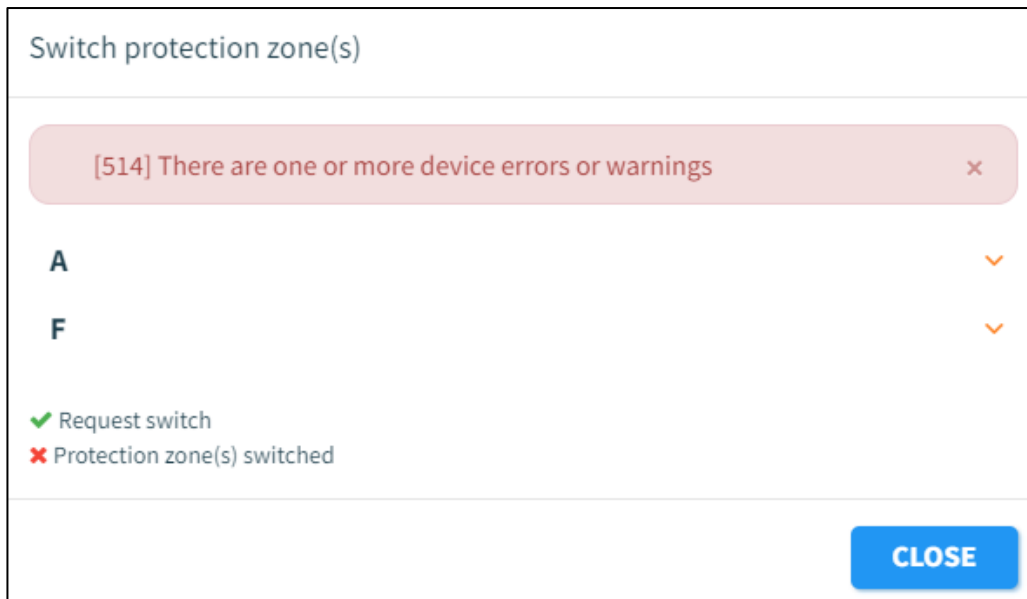 Switch protection zone(s)
[514] There are one or more device errors or warnings ×
A
F
Request switch
Protection zone(s) switched
CLOSE